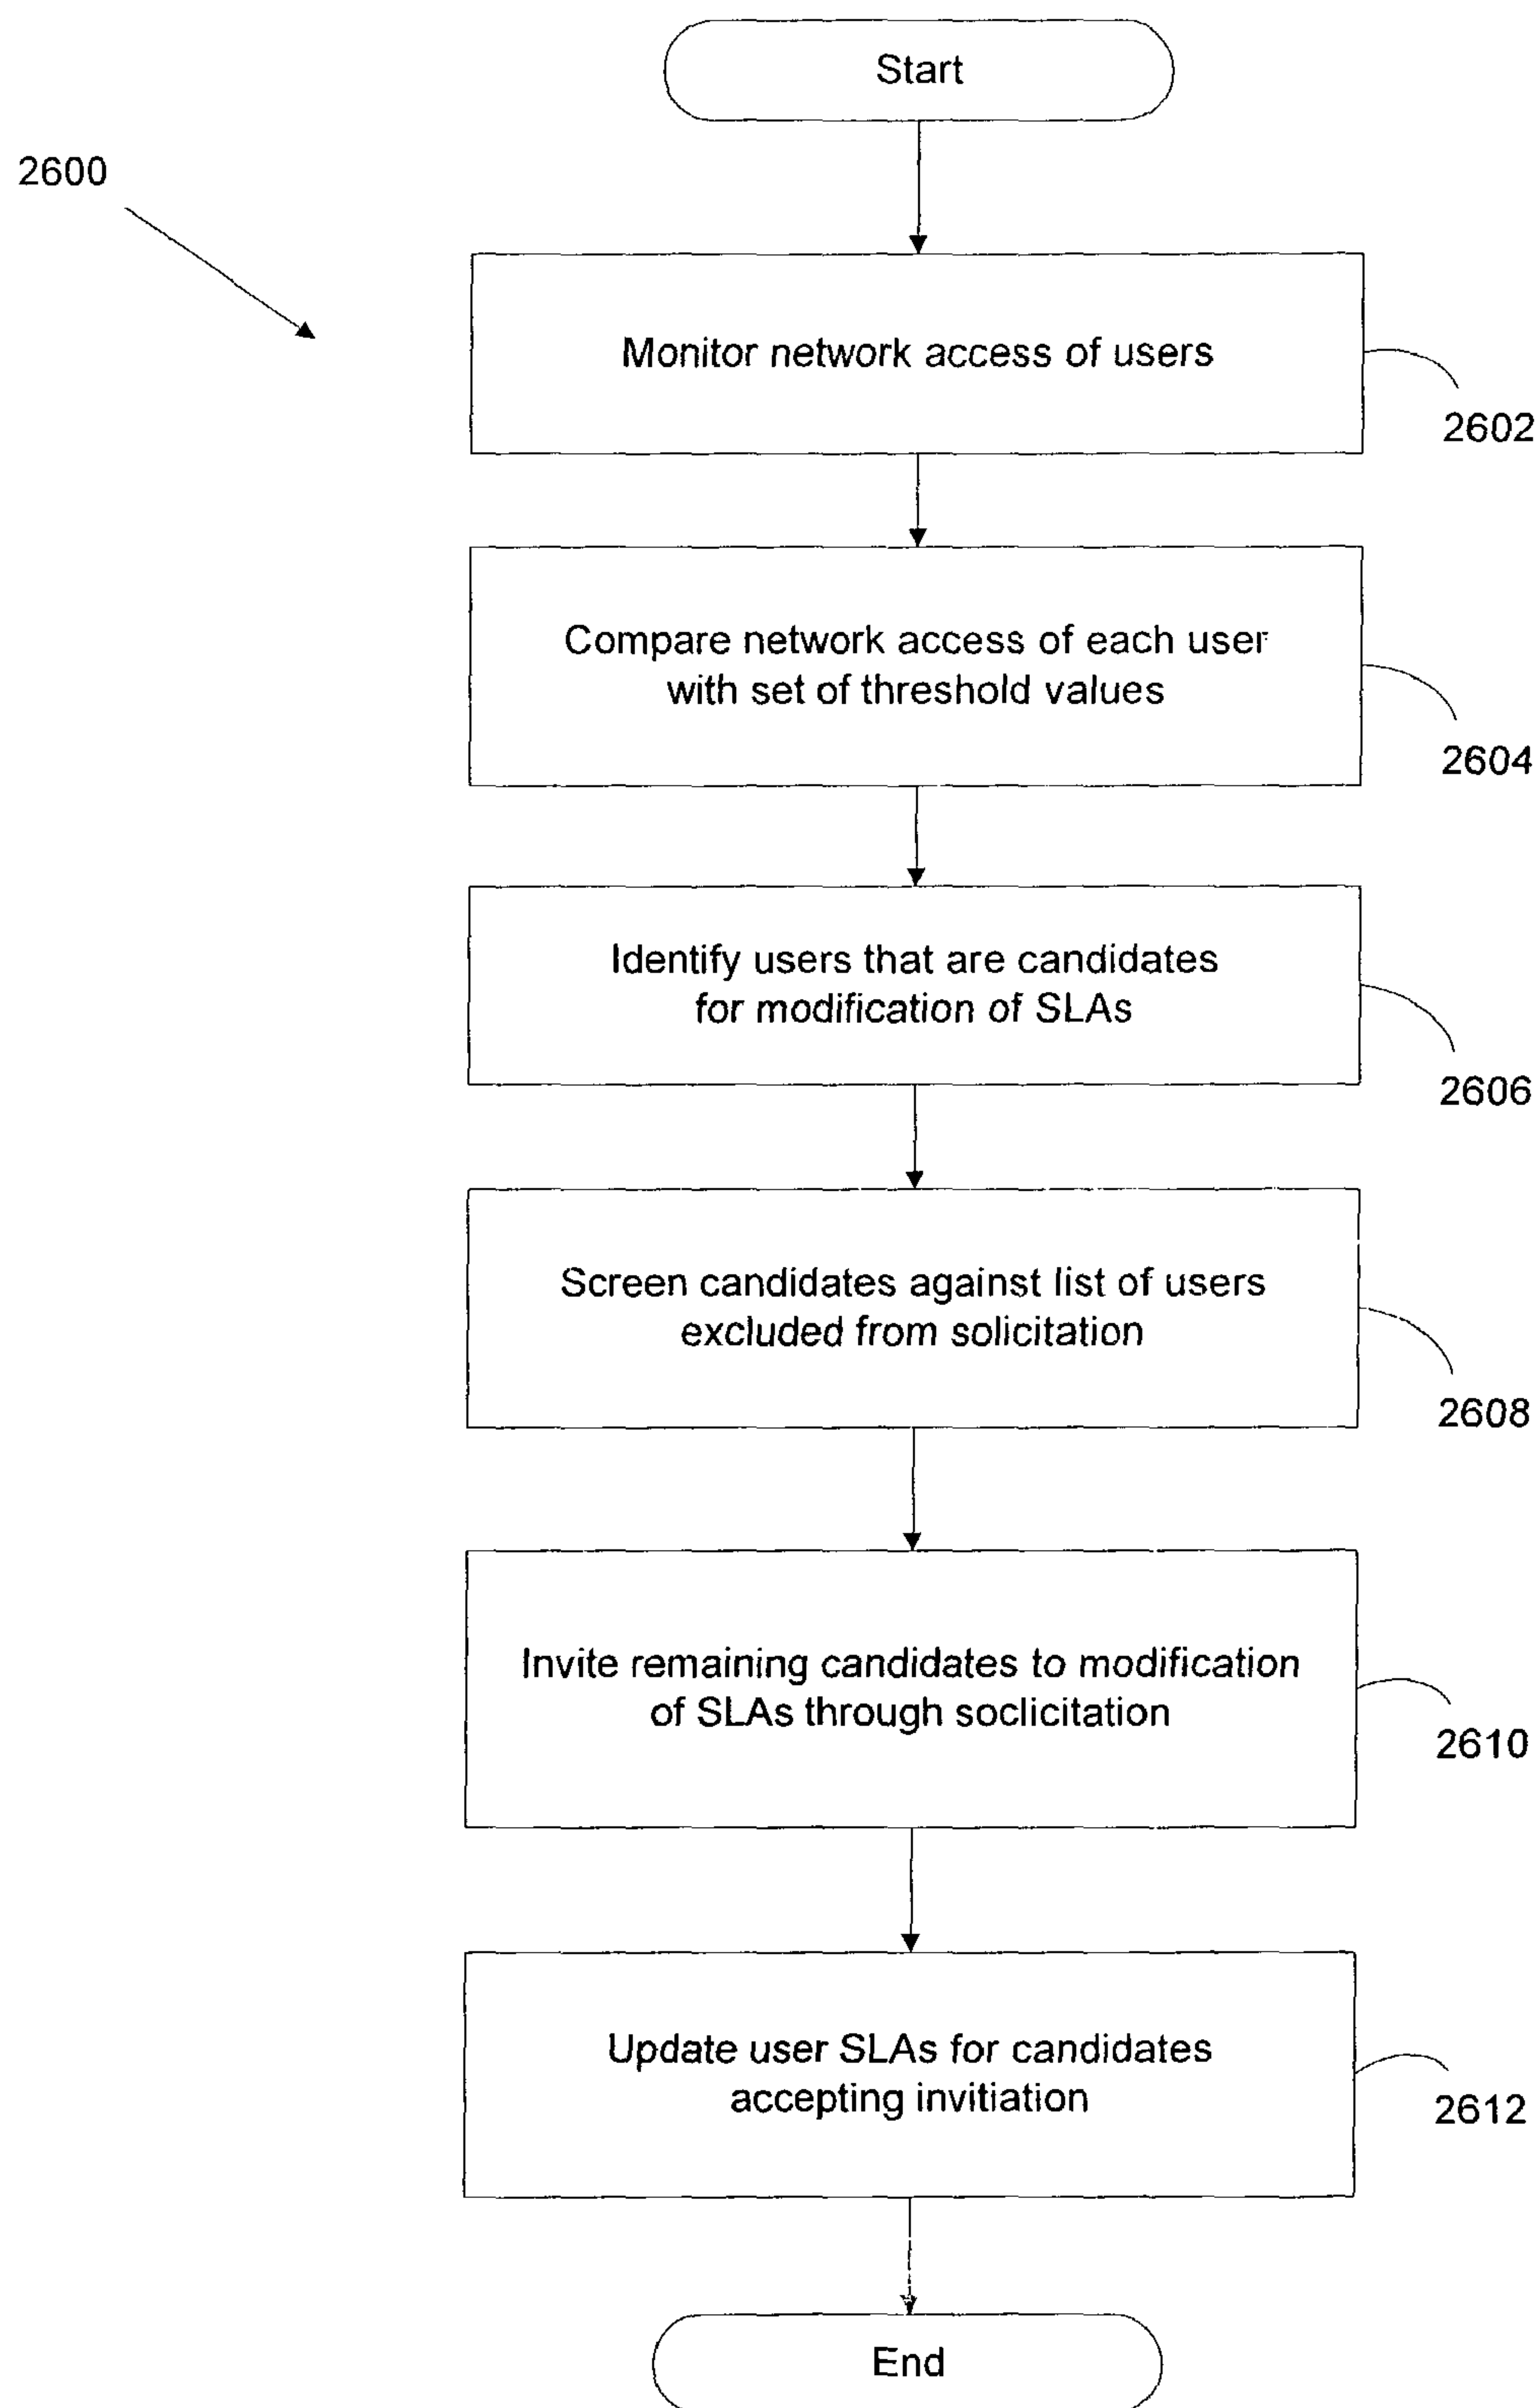 Start
2600
Monitor network access of users
2602
Compare network access of each user
with set of threshold values
2604
Identify users that are candidates
for modification of SLAs
2606
Screen candidates against list of users
excluded from solicitation
2608
Invite remaining candidates to modification
of SLAs through soclicitation
2610
Update user SLAs for candidates
accepting invitiation
2612
End